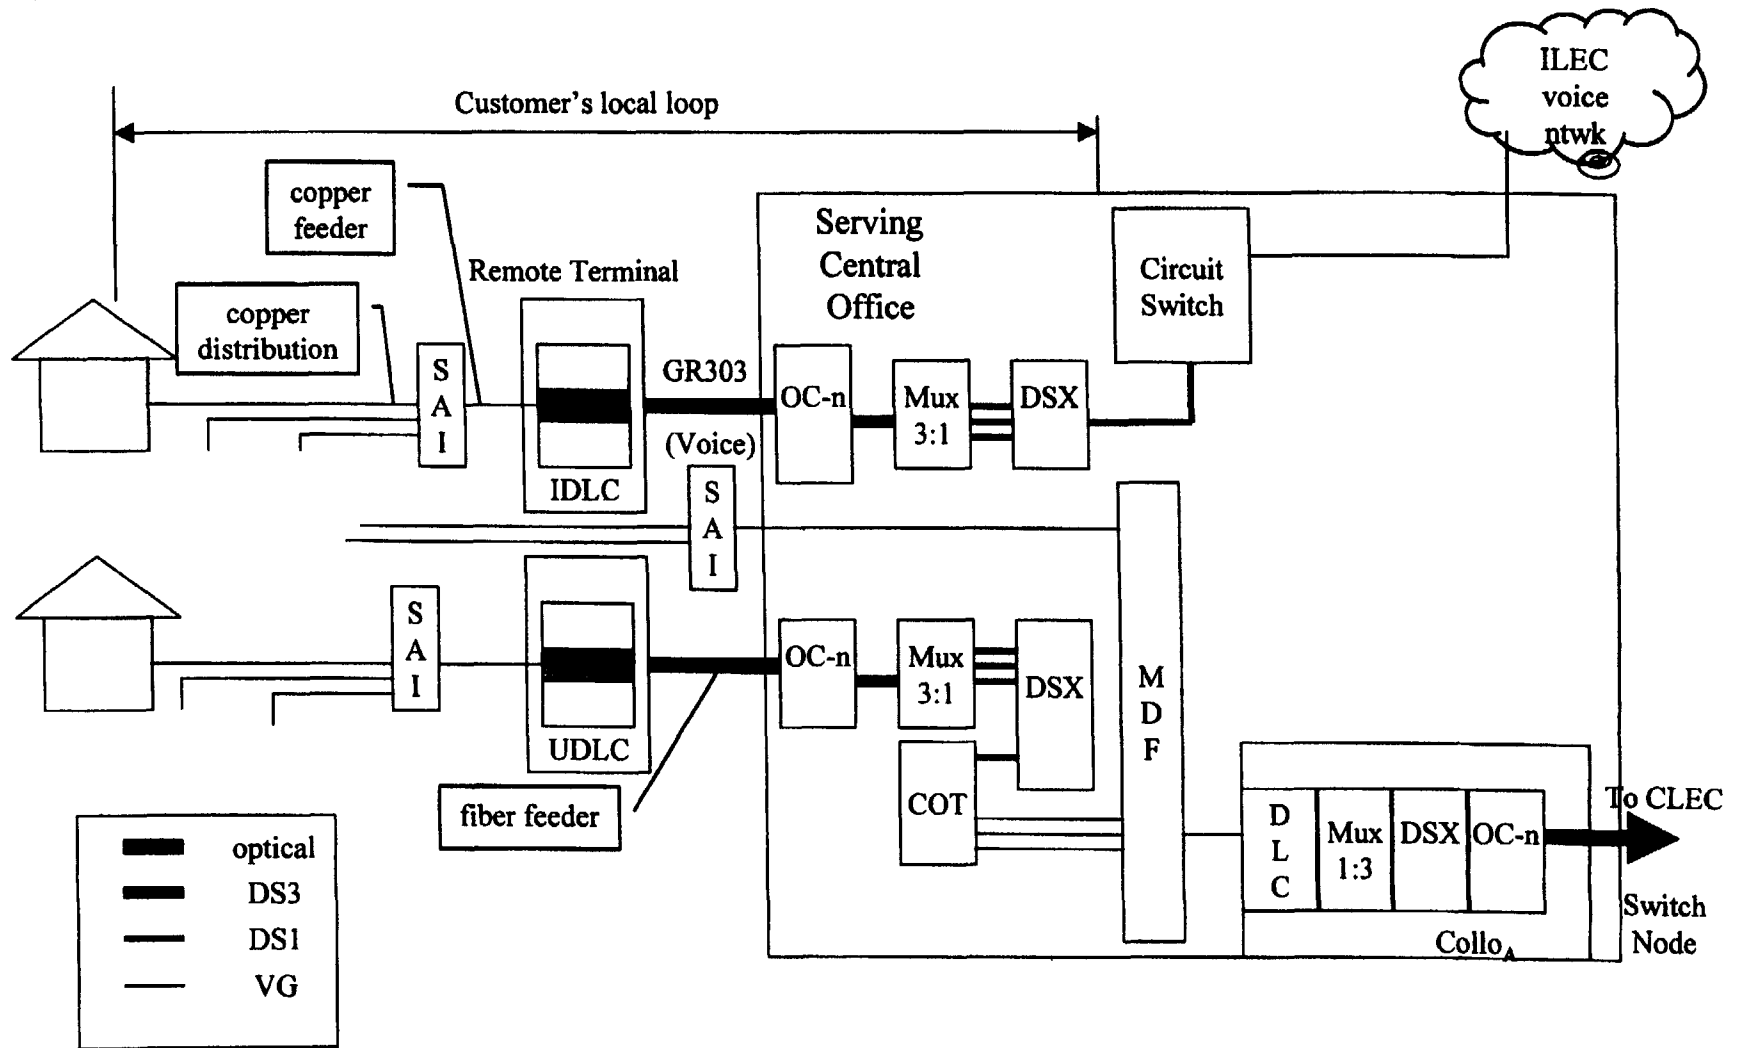 ILEC
voice
ntwk
Customer's local loop
copper
feeder
Serving
Central
Office
Remote Terminal
Circuit
Switch
copper
distribution
S
A
I
GR303
OC-n
Mux
3:1
DSX
(Voice)
IDLC
S
A
I
S
A
I
OC-n
Mux
3:1
DSX
M
D
F
UDLC
COT
fiber feeder
To CLEC
D
L
C
Mux
1:3
DSX
OC-n
optical
DS3
DS1
VG
Switch
Node
Collo A